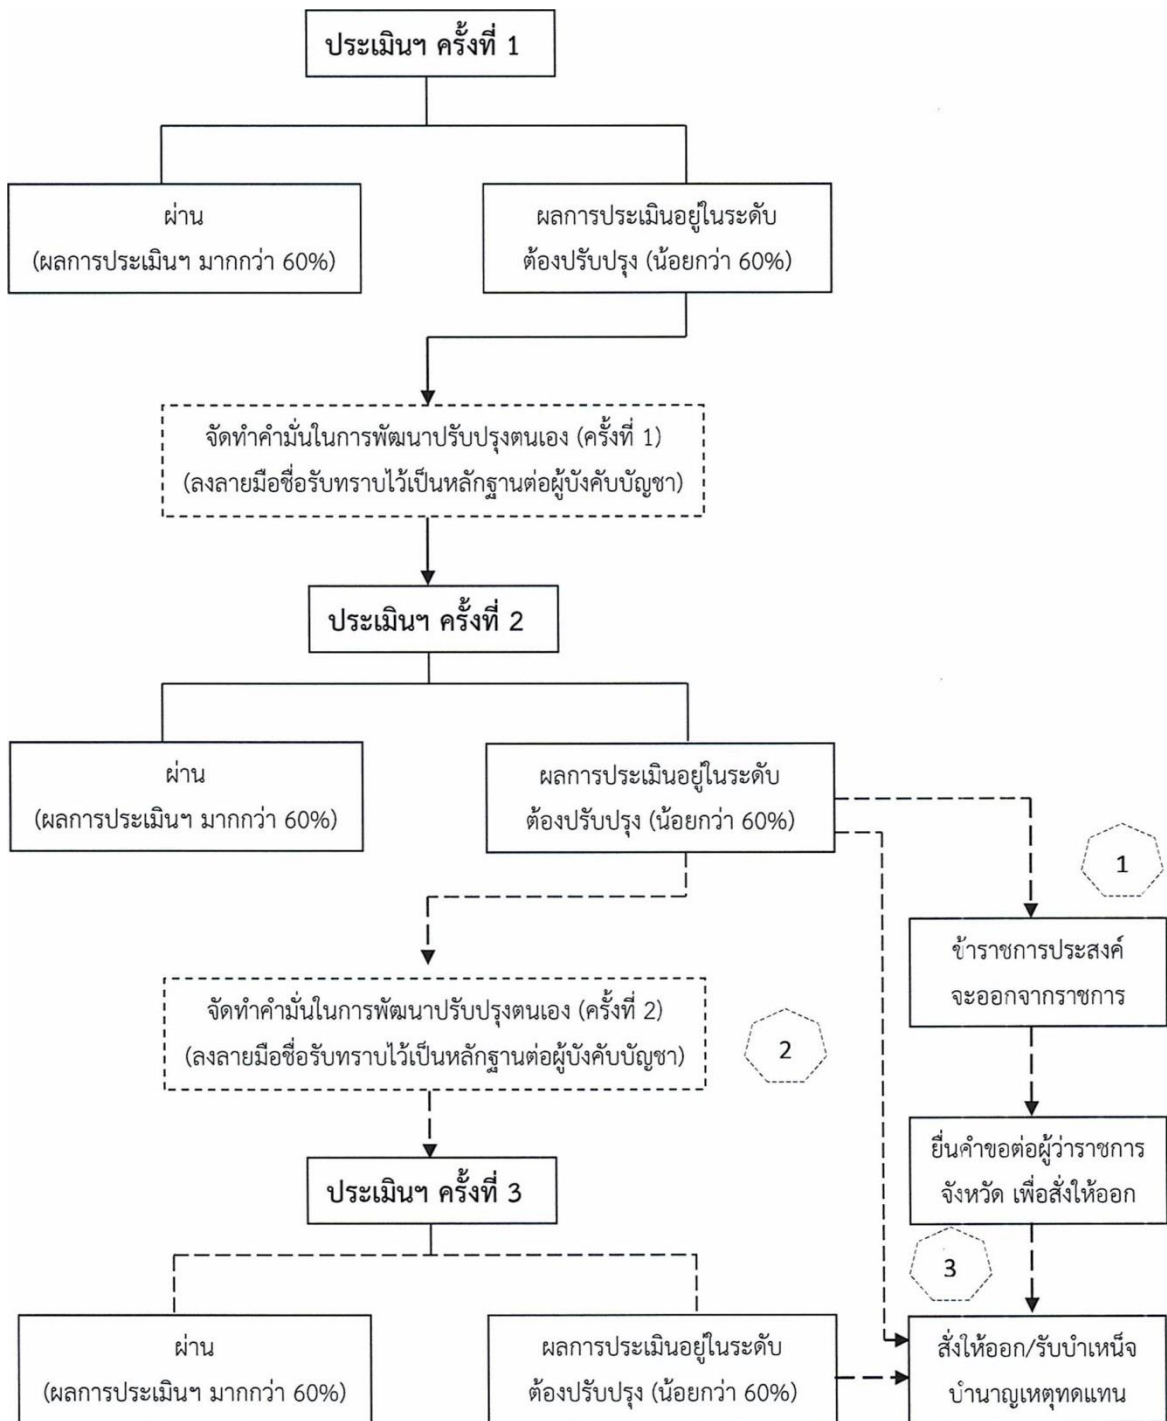 ประเมินฯ ครั้งที่ 1
ผ่าน
(ผลการประเมินฯ มากกว่า 60%)
ผลการประเมินอยู่ในระดับ
ต้องปรับปรุง (น้อยกว่า 60%)
จัดทำคำมั่นในการพัฒนาปรับปรุงตนเอง (ครั้งที่ 1)
(ลงลายมือชื่อรับทราบไว้เป็นหลักฐานต่อผู้บังคับบัญชา)
ประเมินฯ ครั้งที่ 2
ผ่าน
(ผลการประเมินฯ มากกว่า 60%)
ผลการประเมินอยู่ในระดับ
ต้องปรับปรุง (น้อยกว่า 60%)
1
ข้าราชการประสงค์
จะออกจากราชการ
จัดทำคำมั่นในการพัฒนาปรับปรุงตนเอง (ครั้งที่ 2)
(ลงลายมือชื่อรับทราบไว้เป็นหลักฐานต่อผู้บังคับบัญชา)
2
ยื่นคำขอต่อผู้ว่าราชการ
จังหวัด เพื่อสั่งให้ออก
ประเมินฯ ครั้งที่ 3
3
ผ่าน
(ผลการประเมินฯ มากกว่า 60%)
ผลการประเมินอยู่ในระดับ
ต้องปรับปรุง (น้อยกว่า 60%)
สั่งให้ออก/รับบำเหน็จ
บำนาญเหตุทดแทน